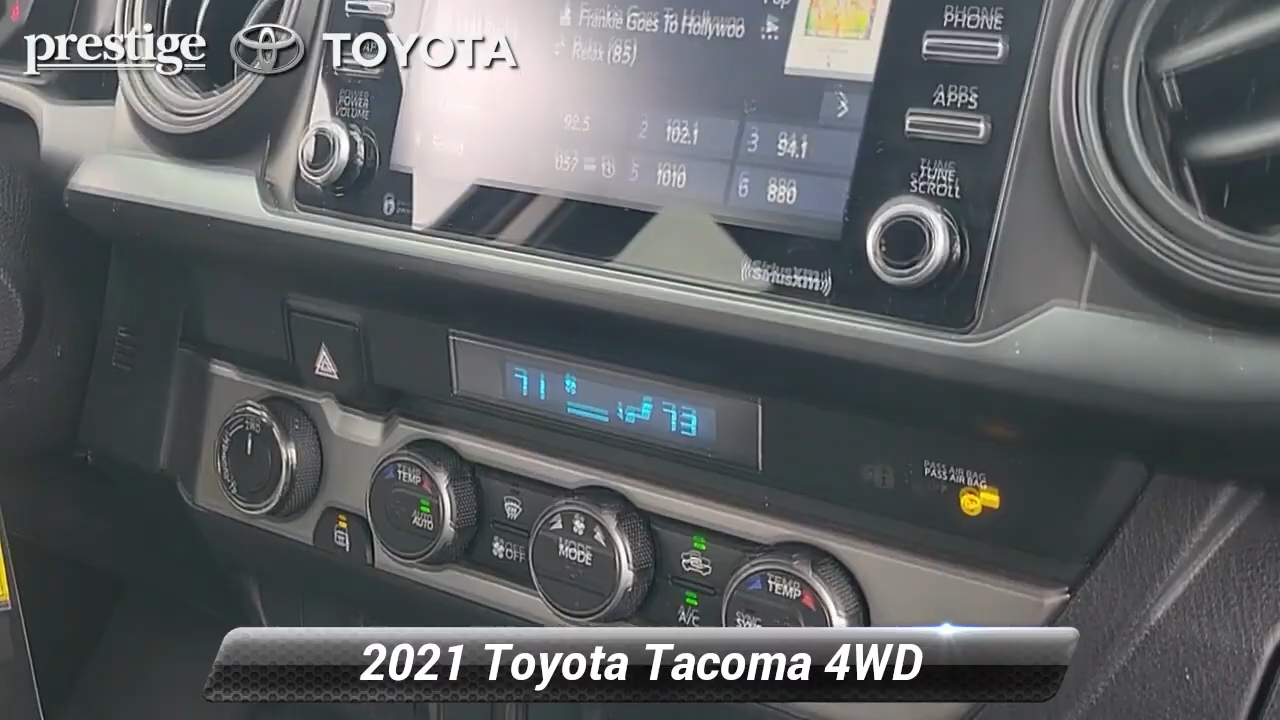 prestige TOYOTA
Frankie Goes To Hollywoo
Relax (85)
Pop
PHONE
APPS
POWER
VOLUME
TUNE
SCROLL
92.5
2 102.1
3 94.1
5 1010
6 880
SiriusXM
71
73
2WD
PASS AIR BAG
TEMP
AUTO
OFF
MODE
A/C
TEMP
2021 Toyota Tacoma 4WD